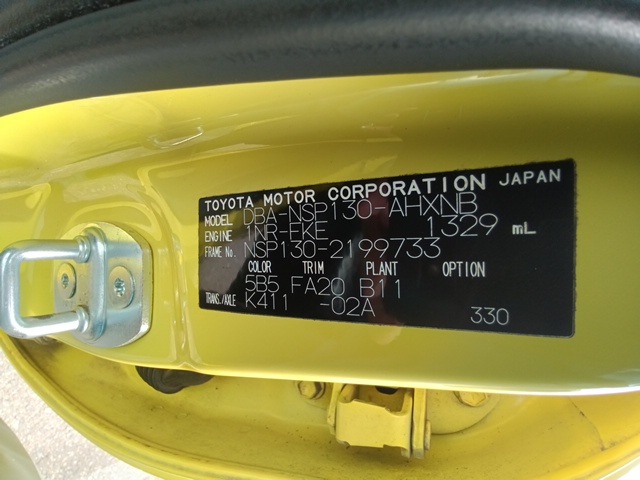 TOYOTA MOTOR CORPORATION JAPAN
MODEL DBA-NSP130-AHXNB
ENGINE 1NR-FKE 1329 mL
FRAME No. NSP130-2199733
COLOR TRIM PLANT OPTION
5B5 FA20 B11
TRANS./AXLE K411 -02A
330